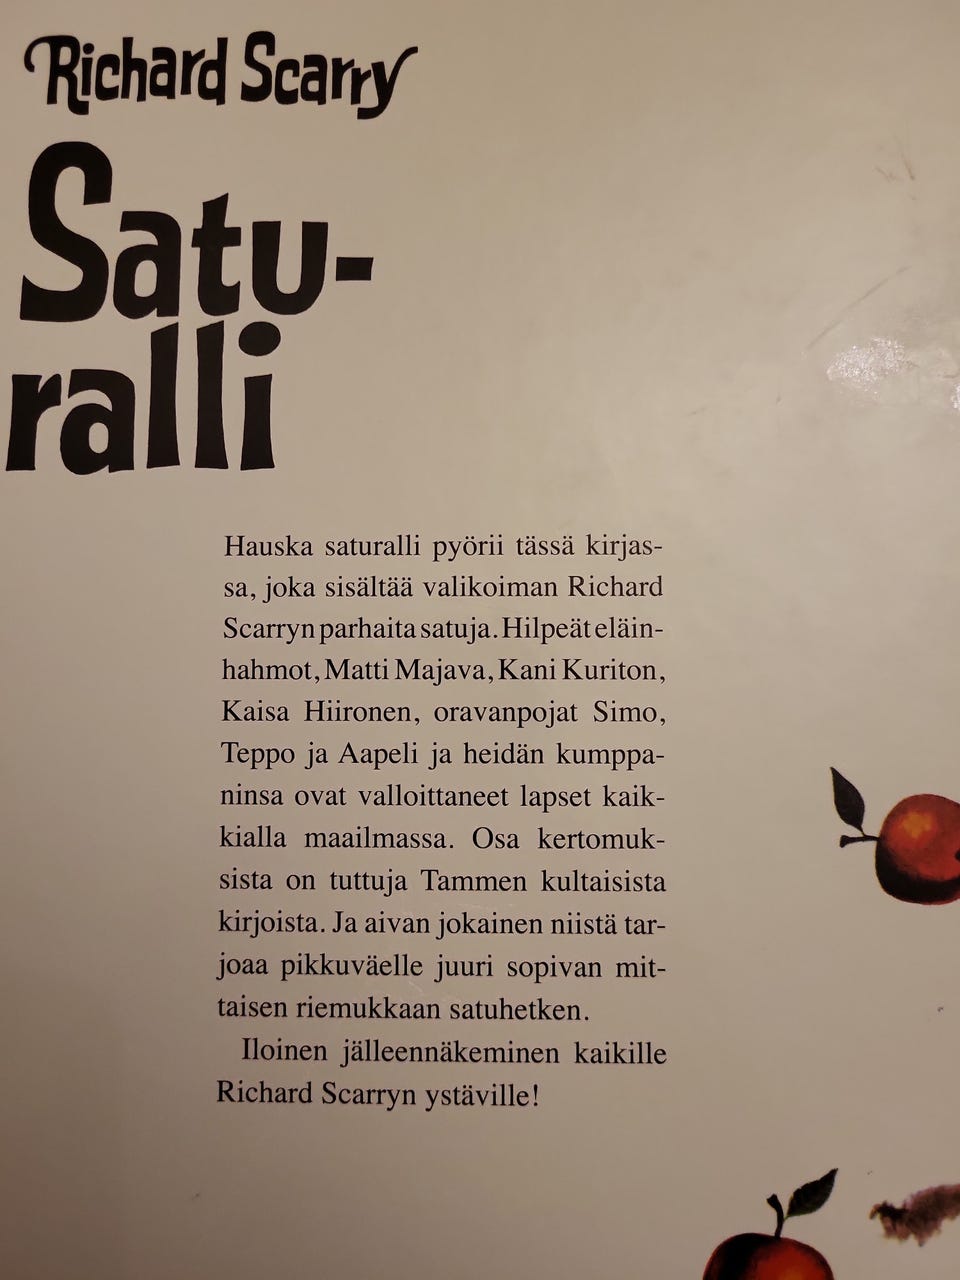 Richard Scarry
Satu-
ralli
Hauska saturalli pyörii tässä kirjas-
sa, joka sisältää valikoiman Richard
Scarryn parhaita satuja. Hilpeät eläin-
hahmot, Matti Majava, Kani Kuriton,
Kaisa Hiironen, oravanpojat Simo,
Teppo ja Aapeli ja heidän kumppa-
ninsa ovat valloittaneet lapset kaik-
kialla maailmassa. Osa kertomuk-
sista on tuttuja Tammen kultaisista
kirjoista. Ja aivan jokainen niistä tar-
joaa pikkuväelle juuri sopivan mit-
taisen riemukkaan satuhetken.
Iloinen jälleennäkeminen kaikille
Richard Scarryn ystäville!